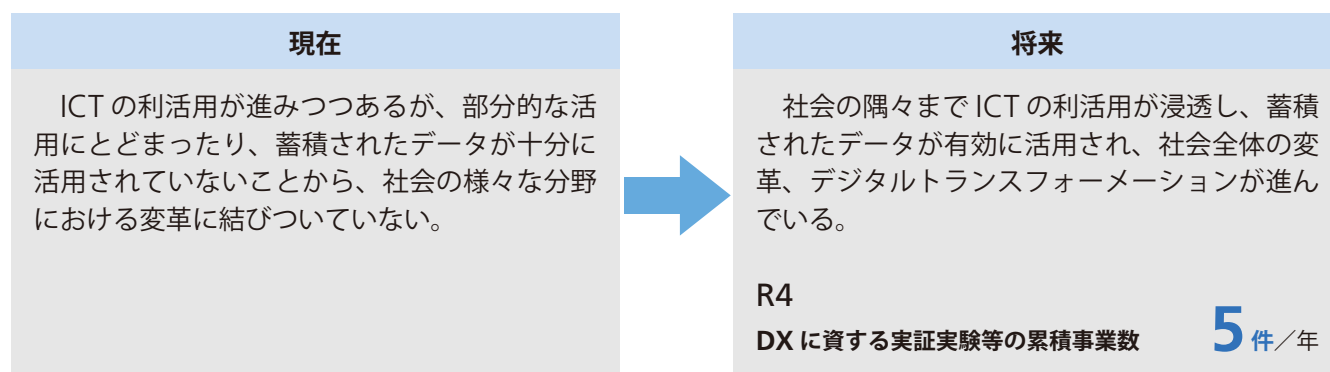 現在
ICT の利活用が進みつつあるが、部分的な活
用にとどまったり、蓄積されたデータが十分に
活用されていないことから、社会の様々な分野
における変革に結びついていない。
将来
社会の隅々まで ICT の利活用が浸透し、蓄積
されたデータが有効に活用され、社会全体の変
革、デジタルトランスフォーメーションが進ん
でいる。
R4
DX に資する実証実験等の累積事業数 5 件／年